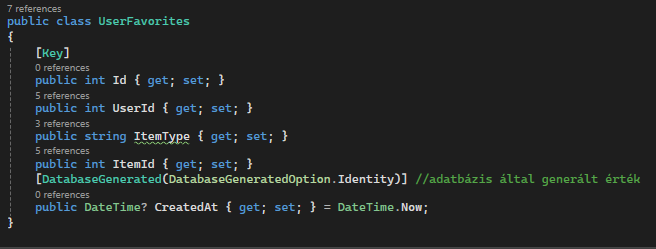 7 references
public class UserFavorites
{
[Key]
0 references
public int Id { get; set; }
5 references
public int UserId { get; set; }
3 references
public string ItemType { get; set; }
5 references
public int ItemId { get; set; }
[DatabaseGenerated(DatabaseGeneratedOption.Identity)] //adatbázis által generált érték
0 references
public DateTime? CreatedAt { get; set; } = DateTime.Now;
}